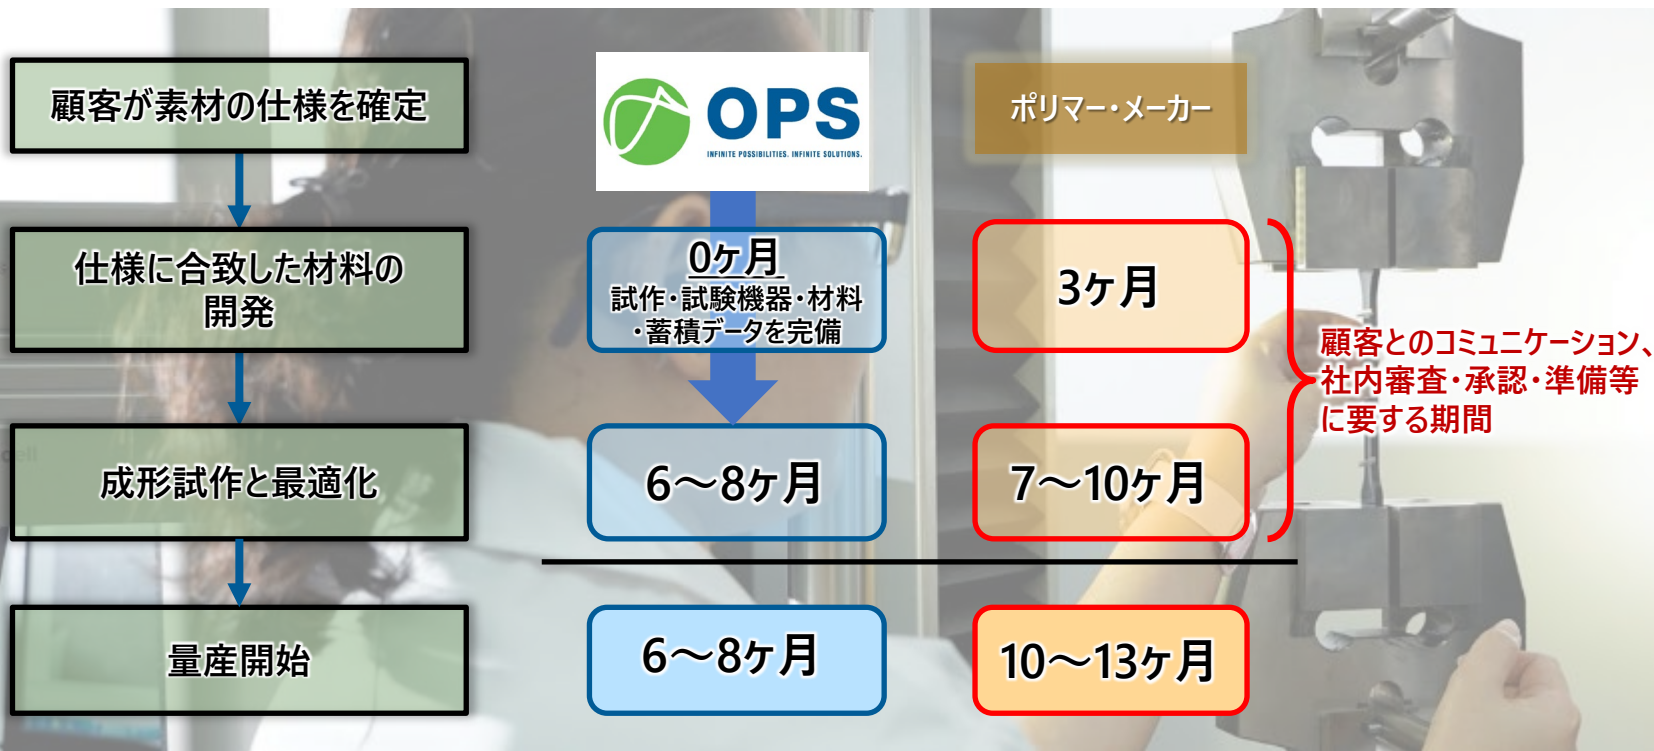 顧客が素材の仕様を確定
OPS
INFINITE POSSIBILITIES. INFINITE SOLUTIONS.
ポリマー・メーカー
仕様に合致した材料の
開発
0ヶ月
試作・試験機器・材料
・蓄積データを完備
3ヶ月
顧客とのコミュニケーション、
社内審査・承認・準備等
に要する期間
成形試作と最適化
6～8ヶ月
7～10ヶ月
量産開始
6～8ヶ月
10～13ヶ月